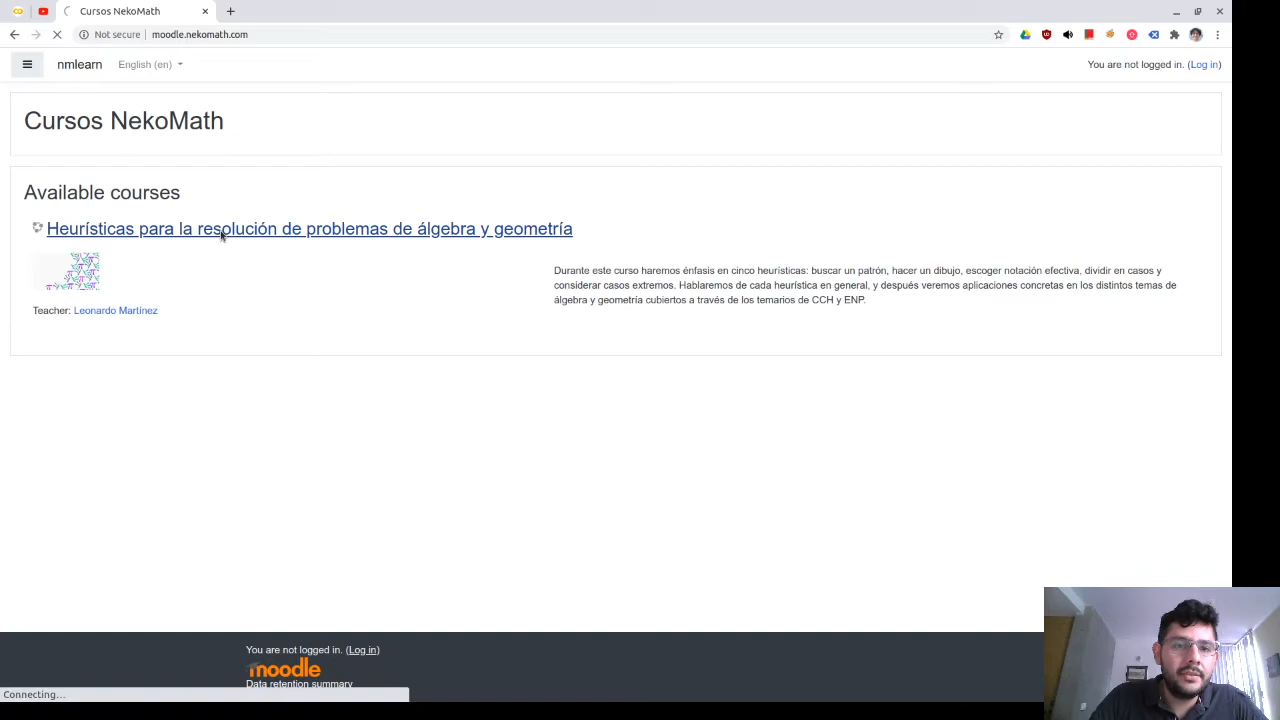 Cursos NekoMath
Not secure | moodle.nekomath.com
nmlearn
English (en)
You are not logged in. (Log in)
Cursos NekoMath
Available courses
Heurísticas para la resolución de problemas de álgebra y geometría
Durante este curso haremos énfasis en cinco heurísticas: buscar un patrón, hacer un dibujo, escoger notación efectiva, dividir en casos y
considerar casos extremos. Hablaremos de cada heurística en general, y después veremos aplicaciones concretas en los distintos temas de
álgebra y geometría cubiertos a través de los temarios de CCH y ENP.
Teacher: Leonardo Martínez
You are not logged in. (Log in)
moodle
Data retention summary
Connecting...